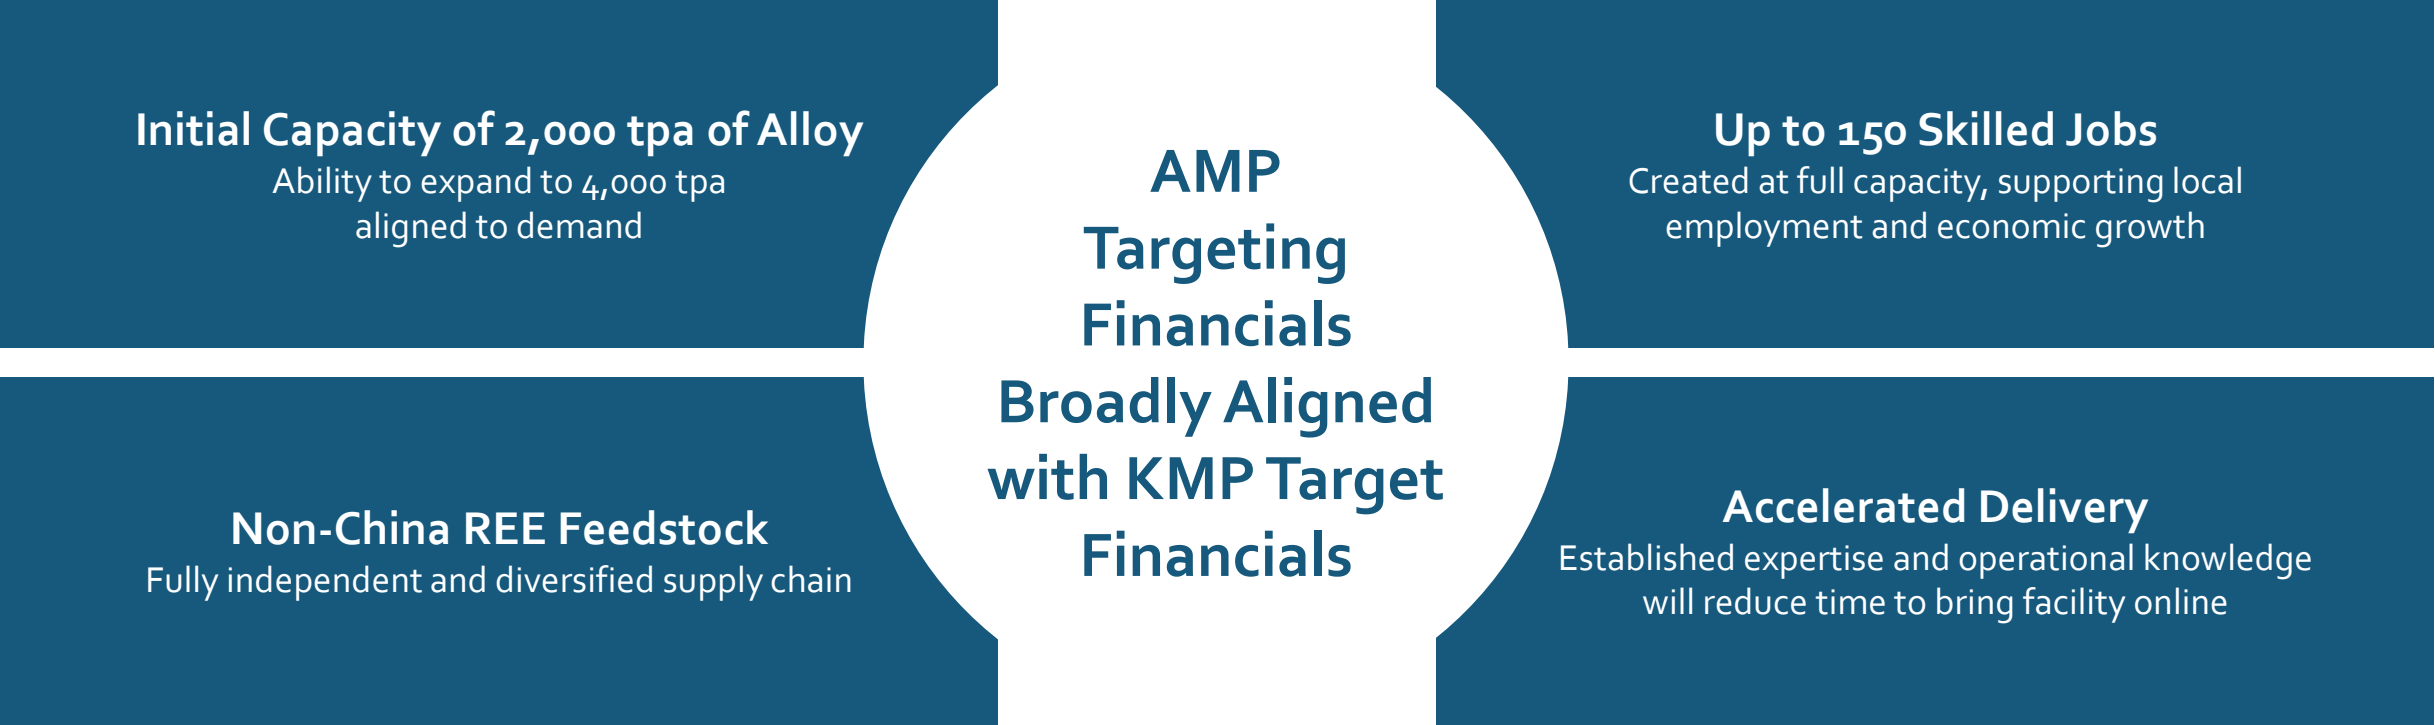 Initial Capacity of 2,000 tpa of Alloy
Ability to expand to 4,000 tpa
aligned to demand
Non-China REE Feedstock
Fully independent and diversified supply chain
AMP
Targeting
Financials
Broadly Aligned
with KMP Target
Financials
Up to 150 Skilled Jobs
Created at full capacity, supporting local
employment and economic growth
Accelerated Delivery
Established expertise and operational knowledge
will reduce time to bring facility online